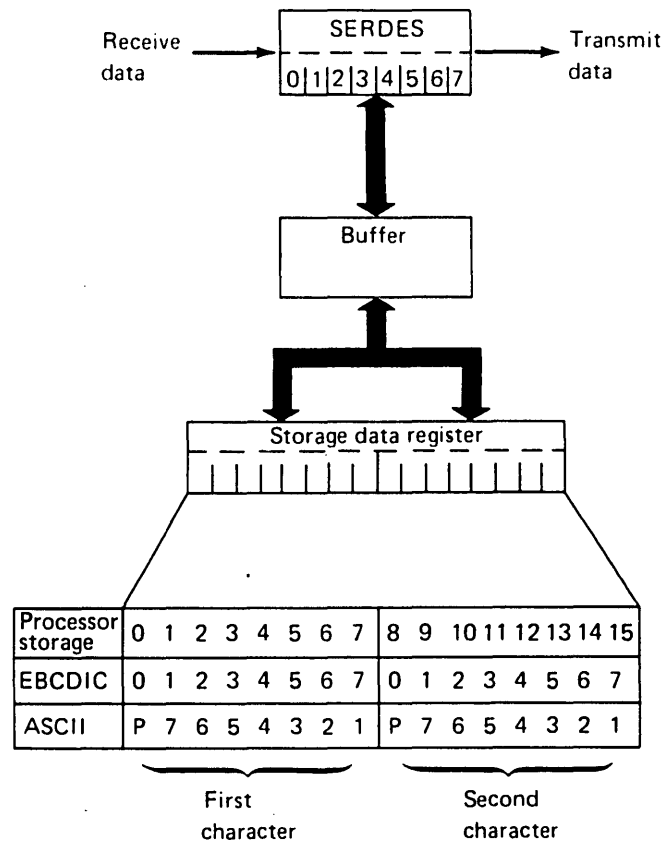 SERDES
Receive data
Transmit data
0 1 2 3 4 5 6 7
Buffer
Storage data register
Processor storage 0 1 2 3 4 5 6 7 8 9 10 11 12 13 14 15
EBCDIC 0 1 2 3 4 5 6 7 0 1 2 3 4 5 6 7
ASCII P 7 6 5 4 3 2 1 P 7 6 5 4 3 2 1
First character
Second character